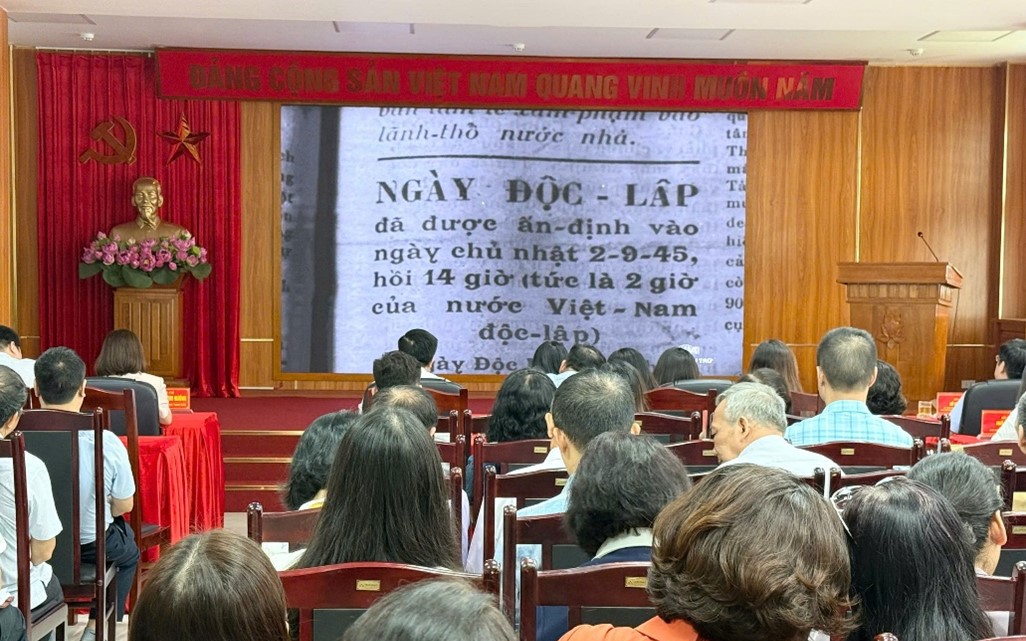 ĐẢNG CỘNG SẢN VIỆT NAM QUANG VINH MUÔN NĂM
lãnh-thổ nước nhà.
NGÀY ĐỘC - LẬP
đã được ấn-định vào
ngày chủ nhật 2-9-45,
hồi 14 giờ (tức là 2 giờ
của nước Việt - Nam
độc-lập)